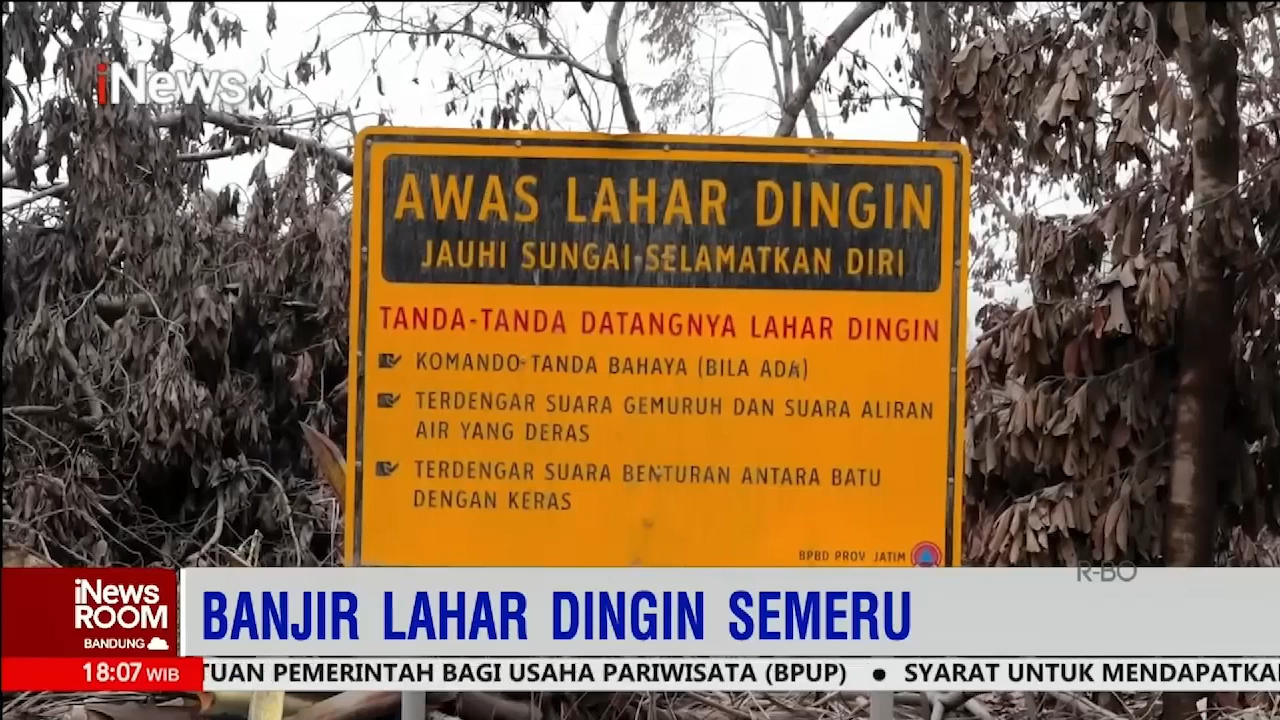 iNews
AWAS LAHAR DINGIN
JAUHI SUNGAI-SELAMATKAN DIRI
TANDA-TANDA DATANGNYA LAHAR DINGIN
KOMANDO-TANDA BAHAYA (BILA ADA)
TERDENGAR SUARA GEMURUH DAN SUARA ALIRAN
AIR YANG DERAS
TERDENGAR SUARA BENTURAN ANTARA BATU
DENGAN KERAS
BPBD PROV JATIM
R-BO
iNews
ROOM
BANDUNG
BANJIR LAHAR DINGIN SEMERU
18:07 WIB
TUAN PEMERINTAH BAGI USAHA PARIWISATA (BPUP) ● SYARAT UNTUK MENDAPATKA